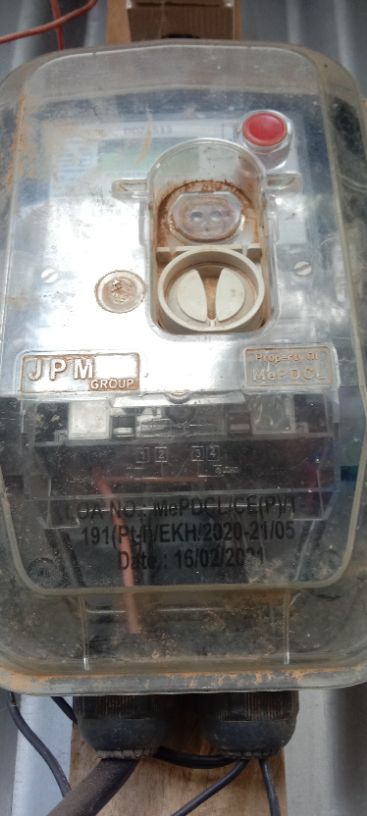 JPM
GROUP
Property Of
MePDCL
1 2 3 4
LOA NO.: MePDCL/CE(P)/T
191(Pt-I)/EKH/2020-21/05
Date : 16/02/2021